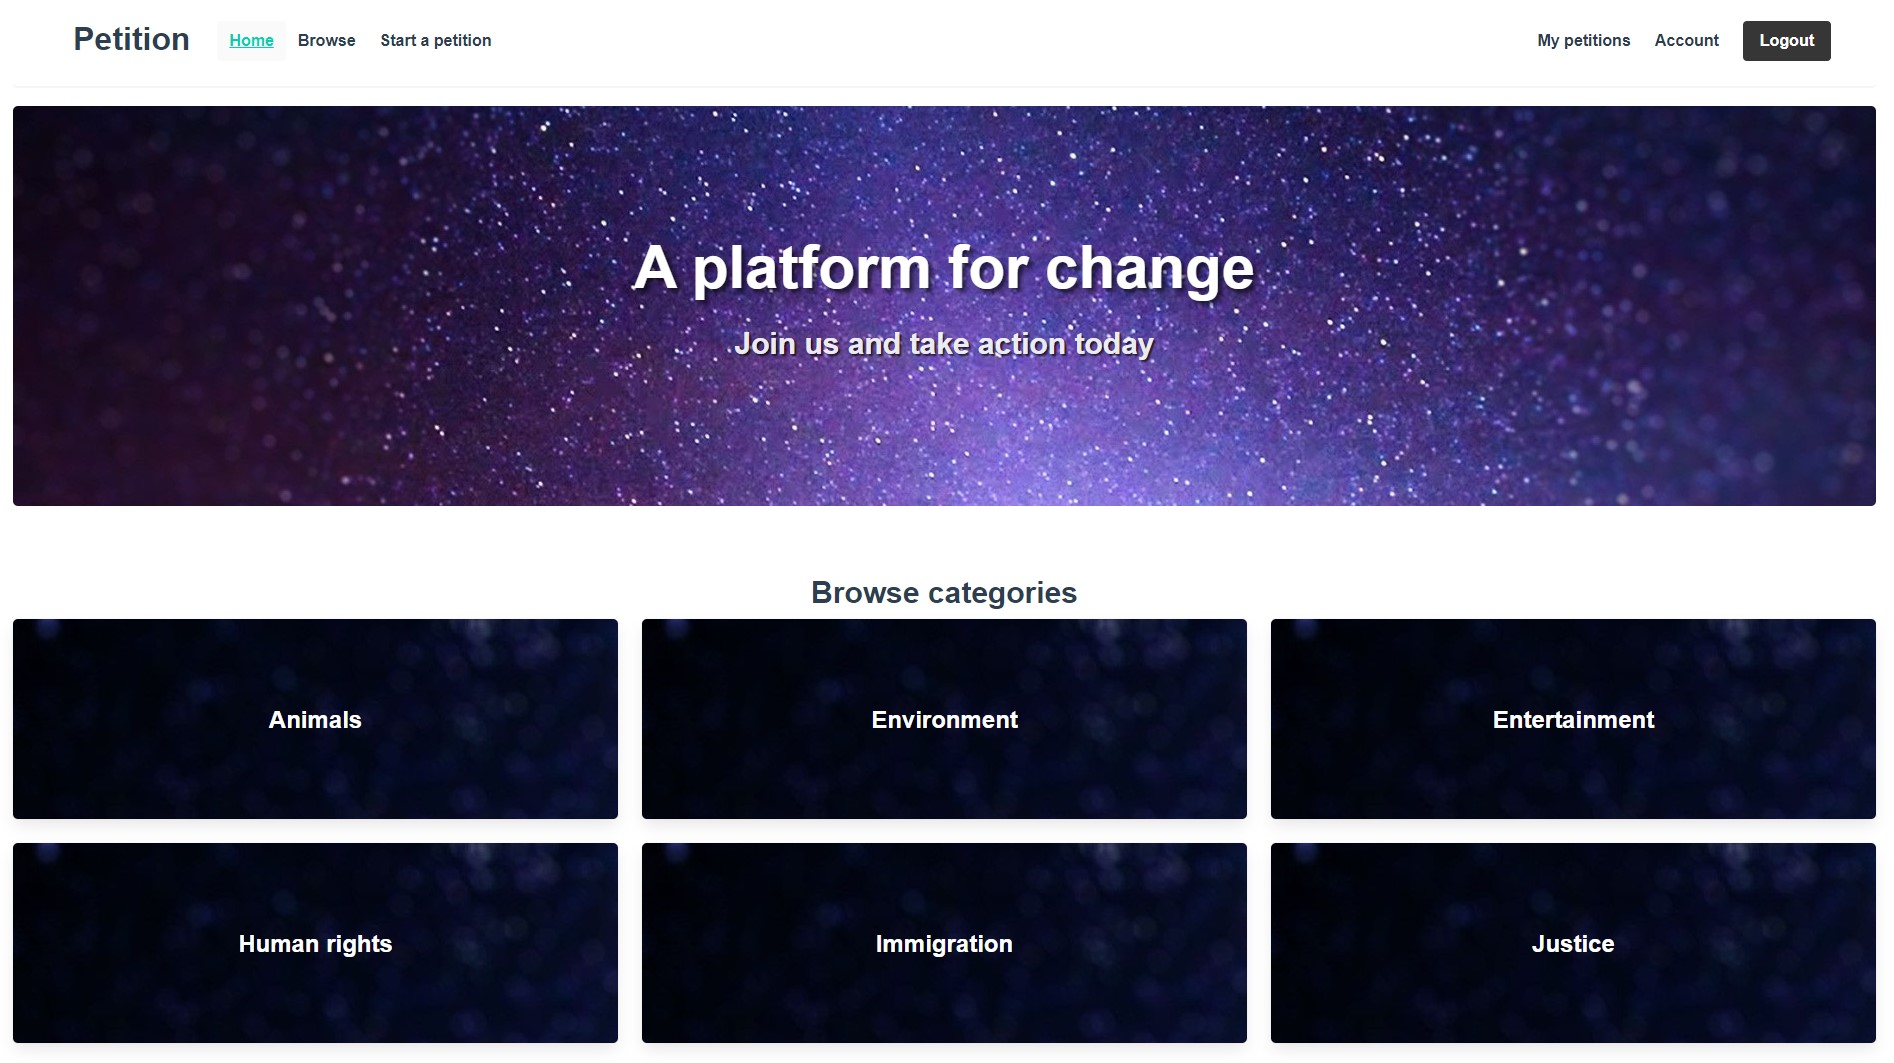 Petition Home Browse Start a petition My petitions Account Logout
A platform for change
Join us and take action today
Browse categories
Animals Environment Entertainment
Human rights Immigration Justice